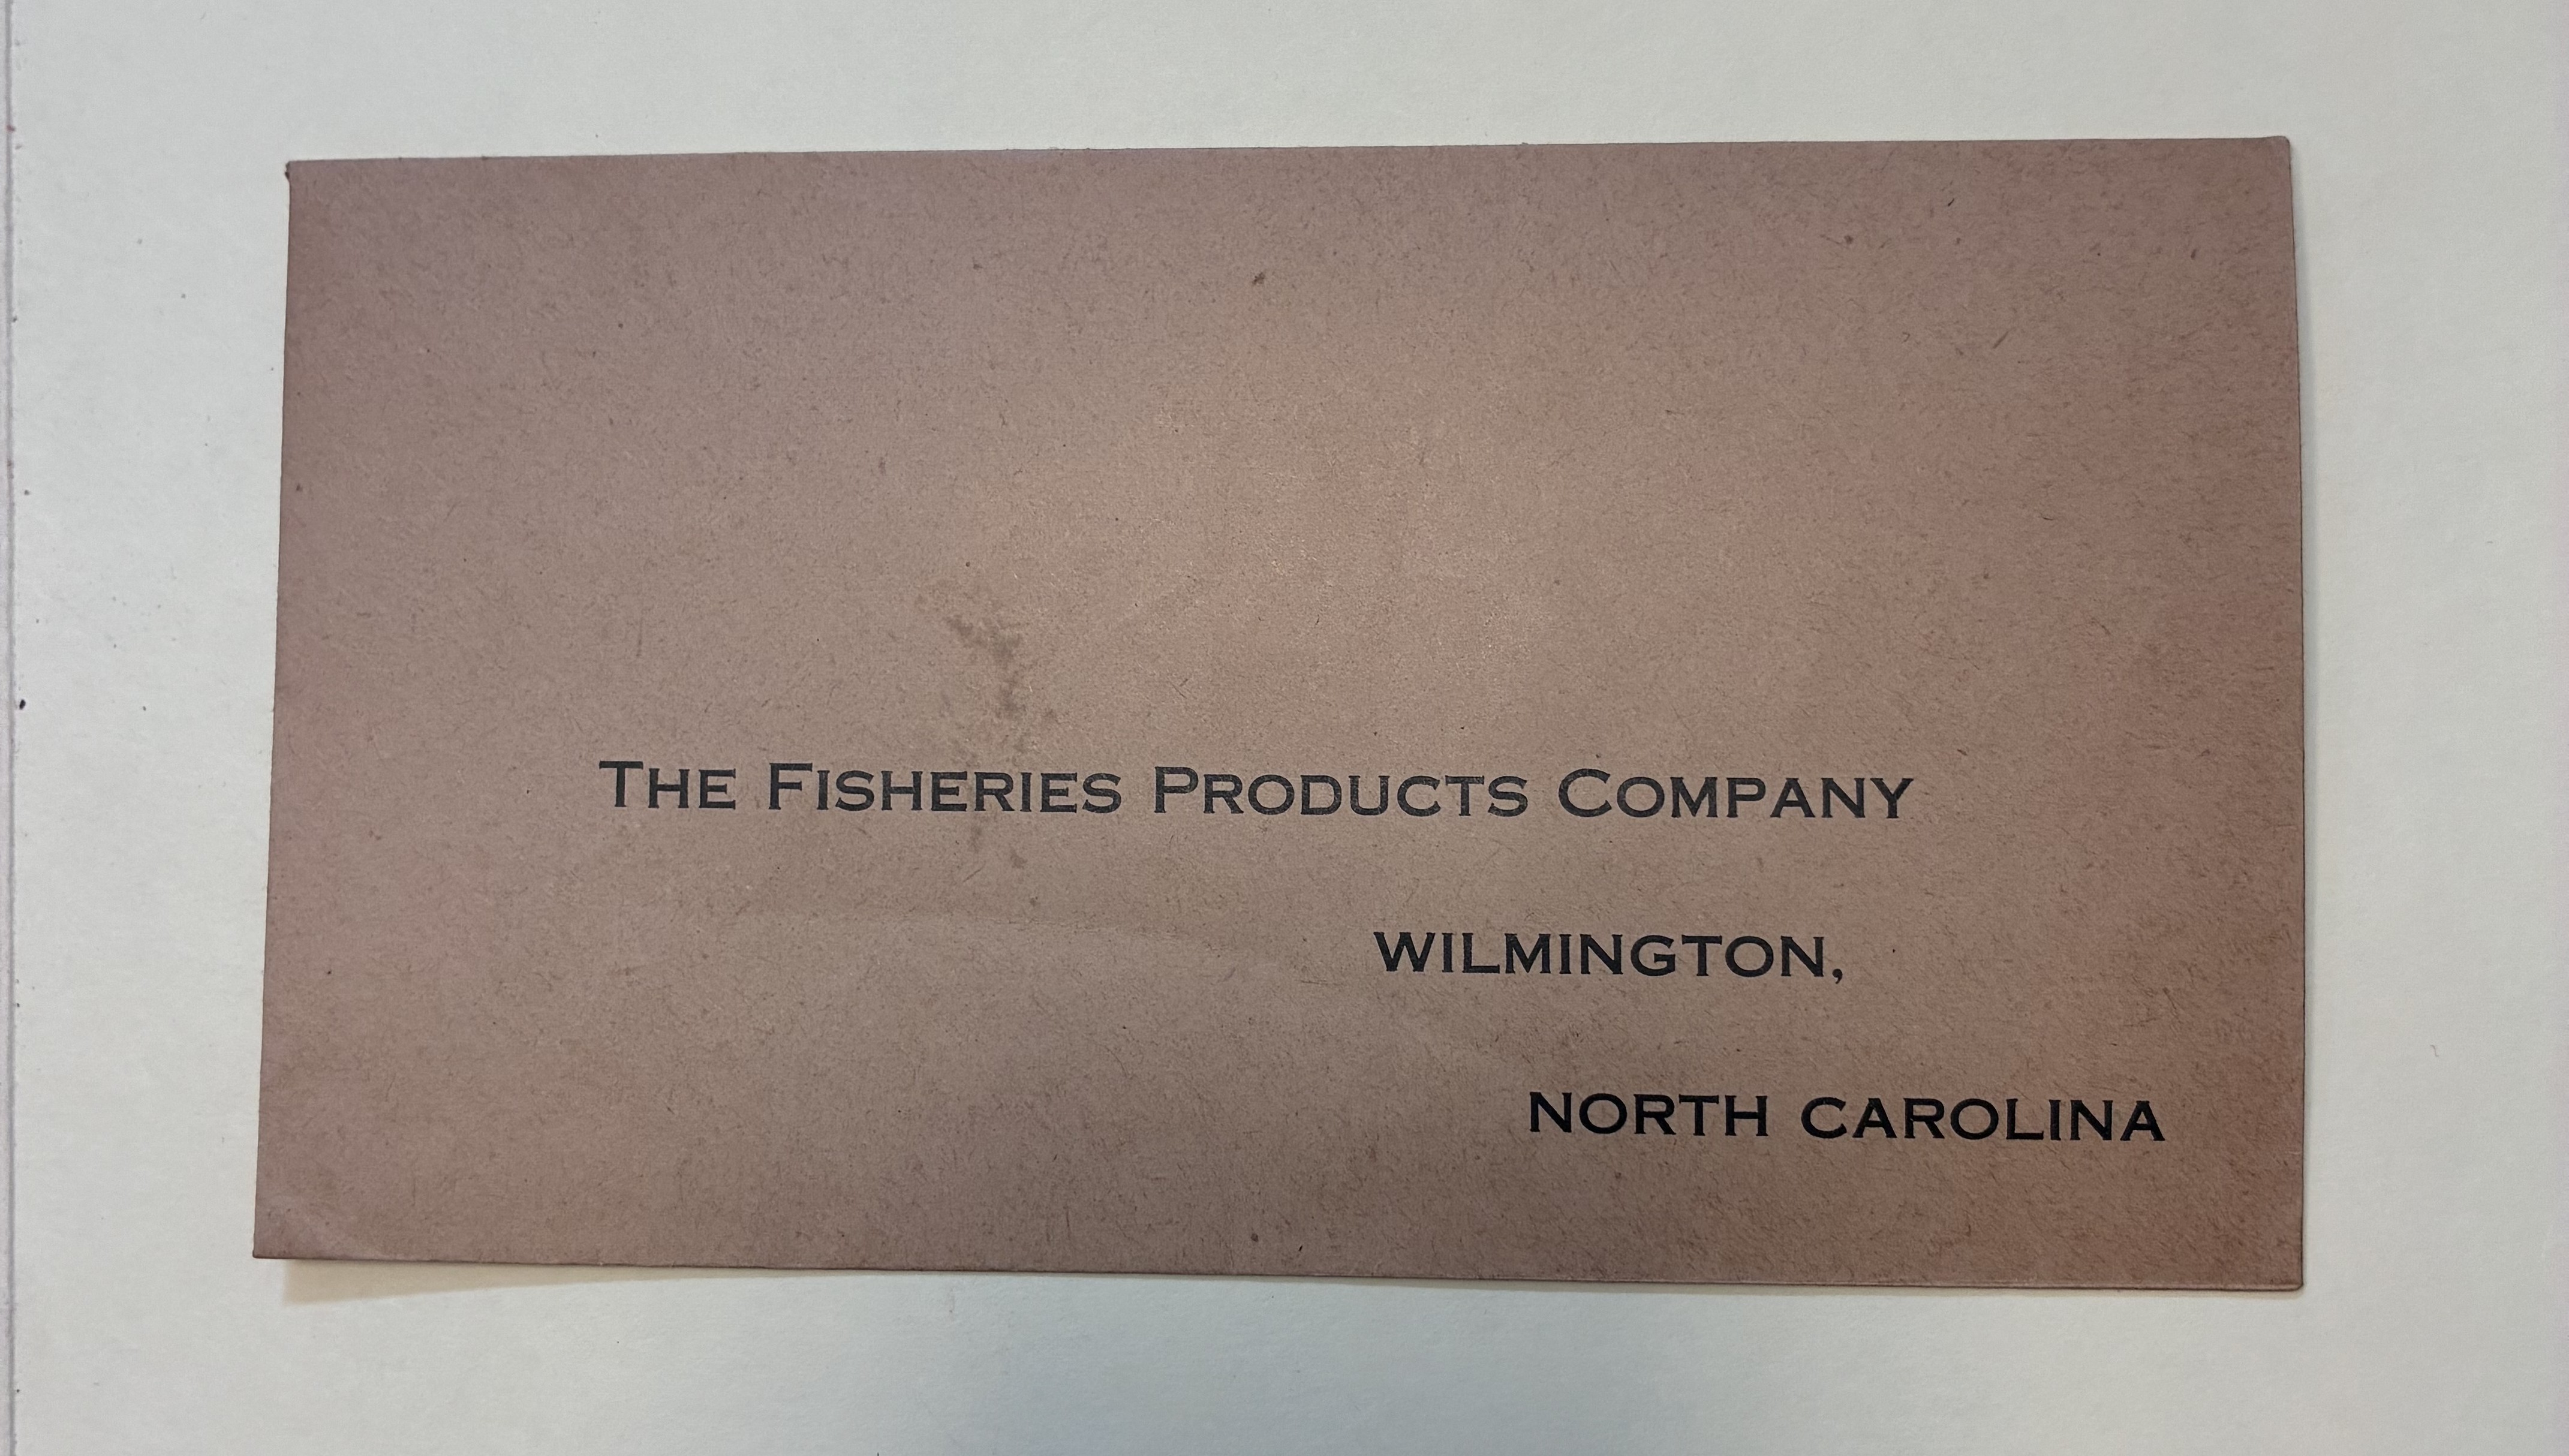 The Fisheries Products Company
WILMINGTON,
NORTH CAROLINA